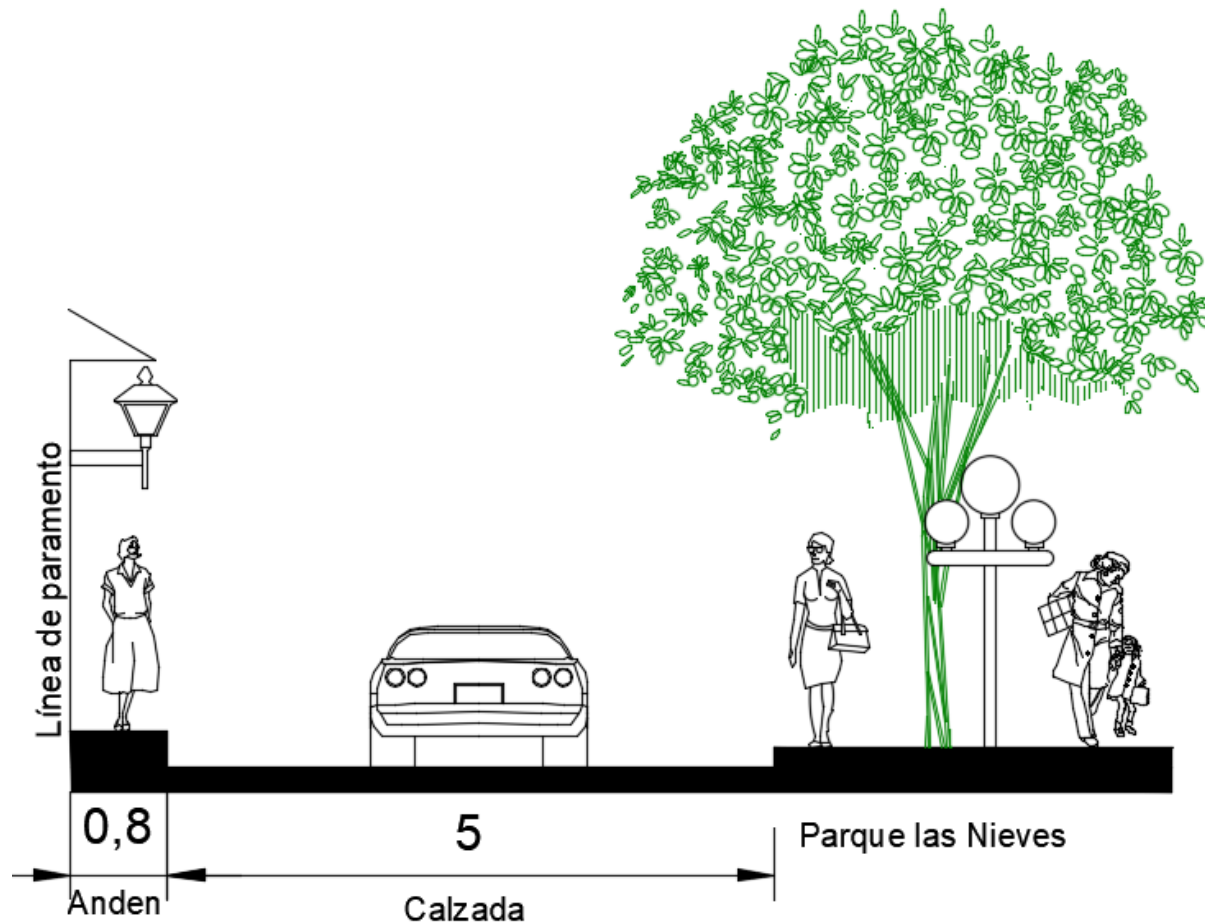 Línea de paramento
0,8
5
Parque las Nieves
Anden
Calzada